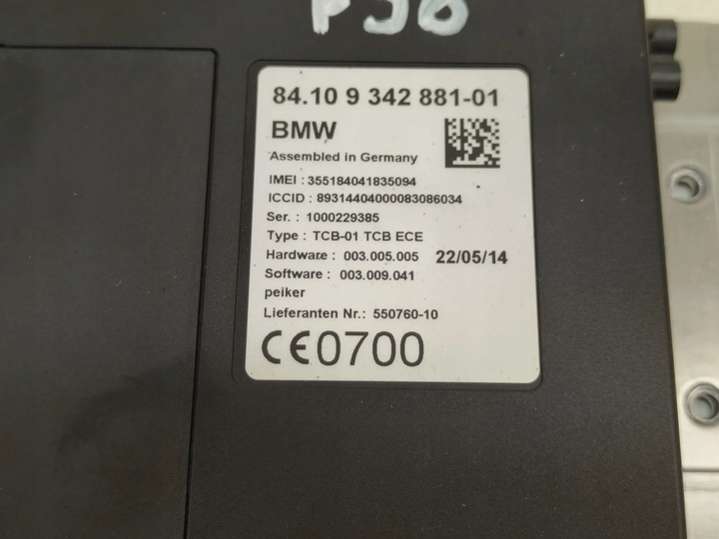 84.10 9 342 881-01
BMW
Assembled in Germany
IMEI : 355184041835094
ICCID : 89314404000083086034
Ser. : 1000229385
Type : TCB-01 TCB ECE
Hardware : 003.005.005 22/05/14
Software : 003.009.041
peiker
Lieferanten Nr.: 550760-10
CE0700